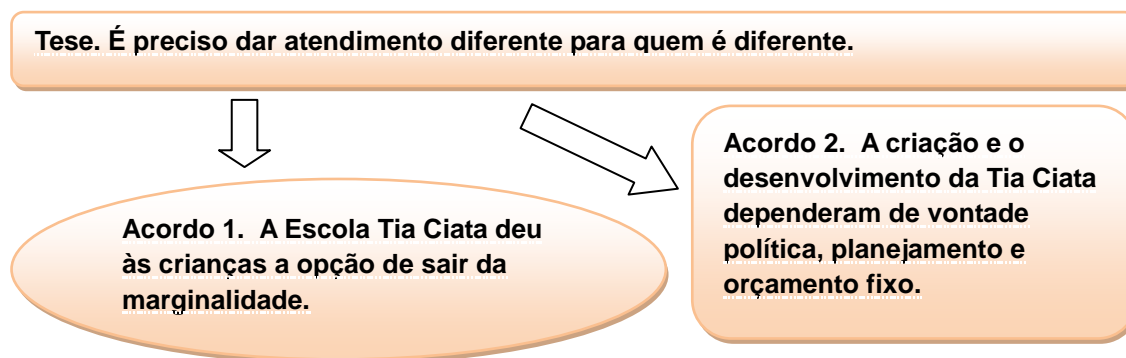 Tese. É preciso dar atendimento diferente para quem é diferente.
Acordo 1. A Escola Tia Ciata deu
às crianças a opção de sair da
marginalidade.
Acordo 2. A criação e o
desenvolvimento da Tia Ciata
dependeram de vontade
política, planejamento e
orçamento fixo.